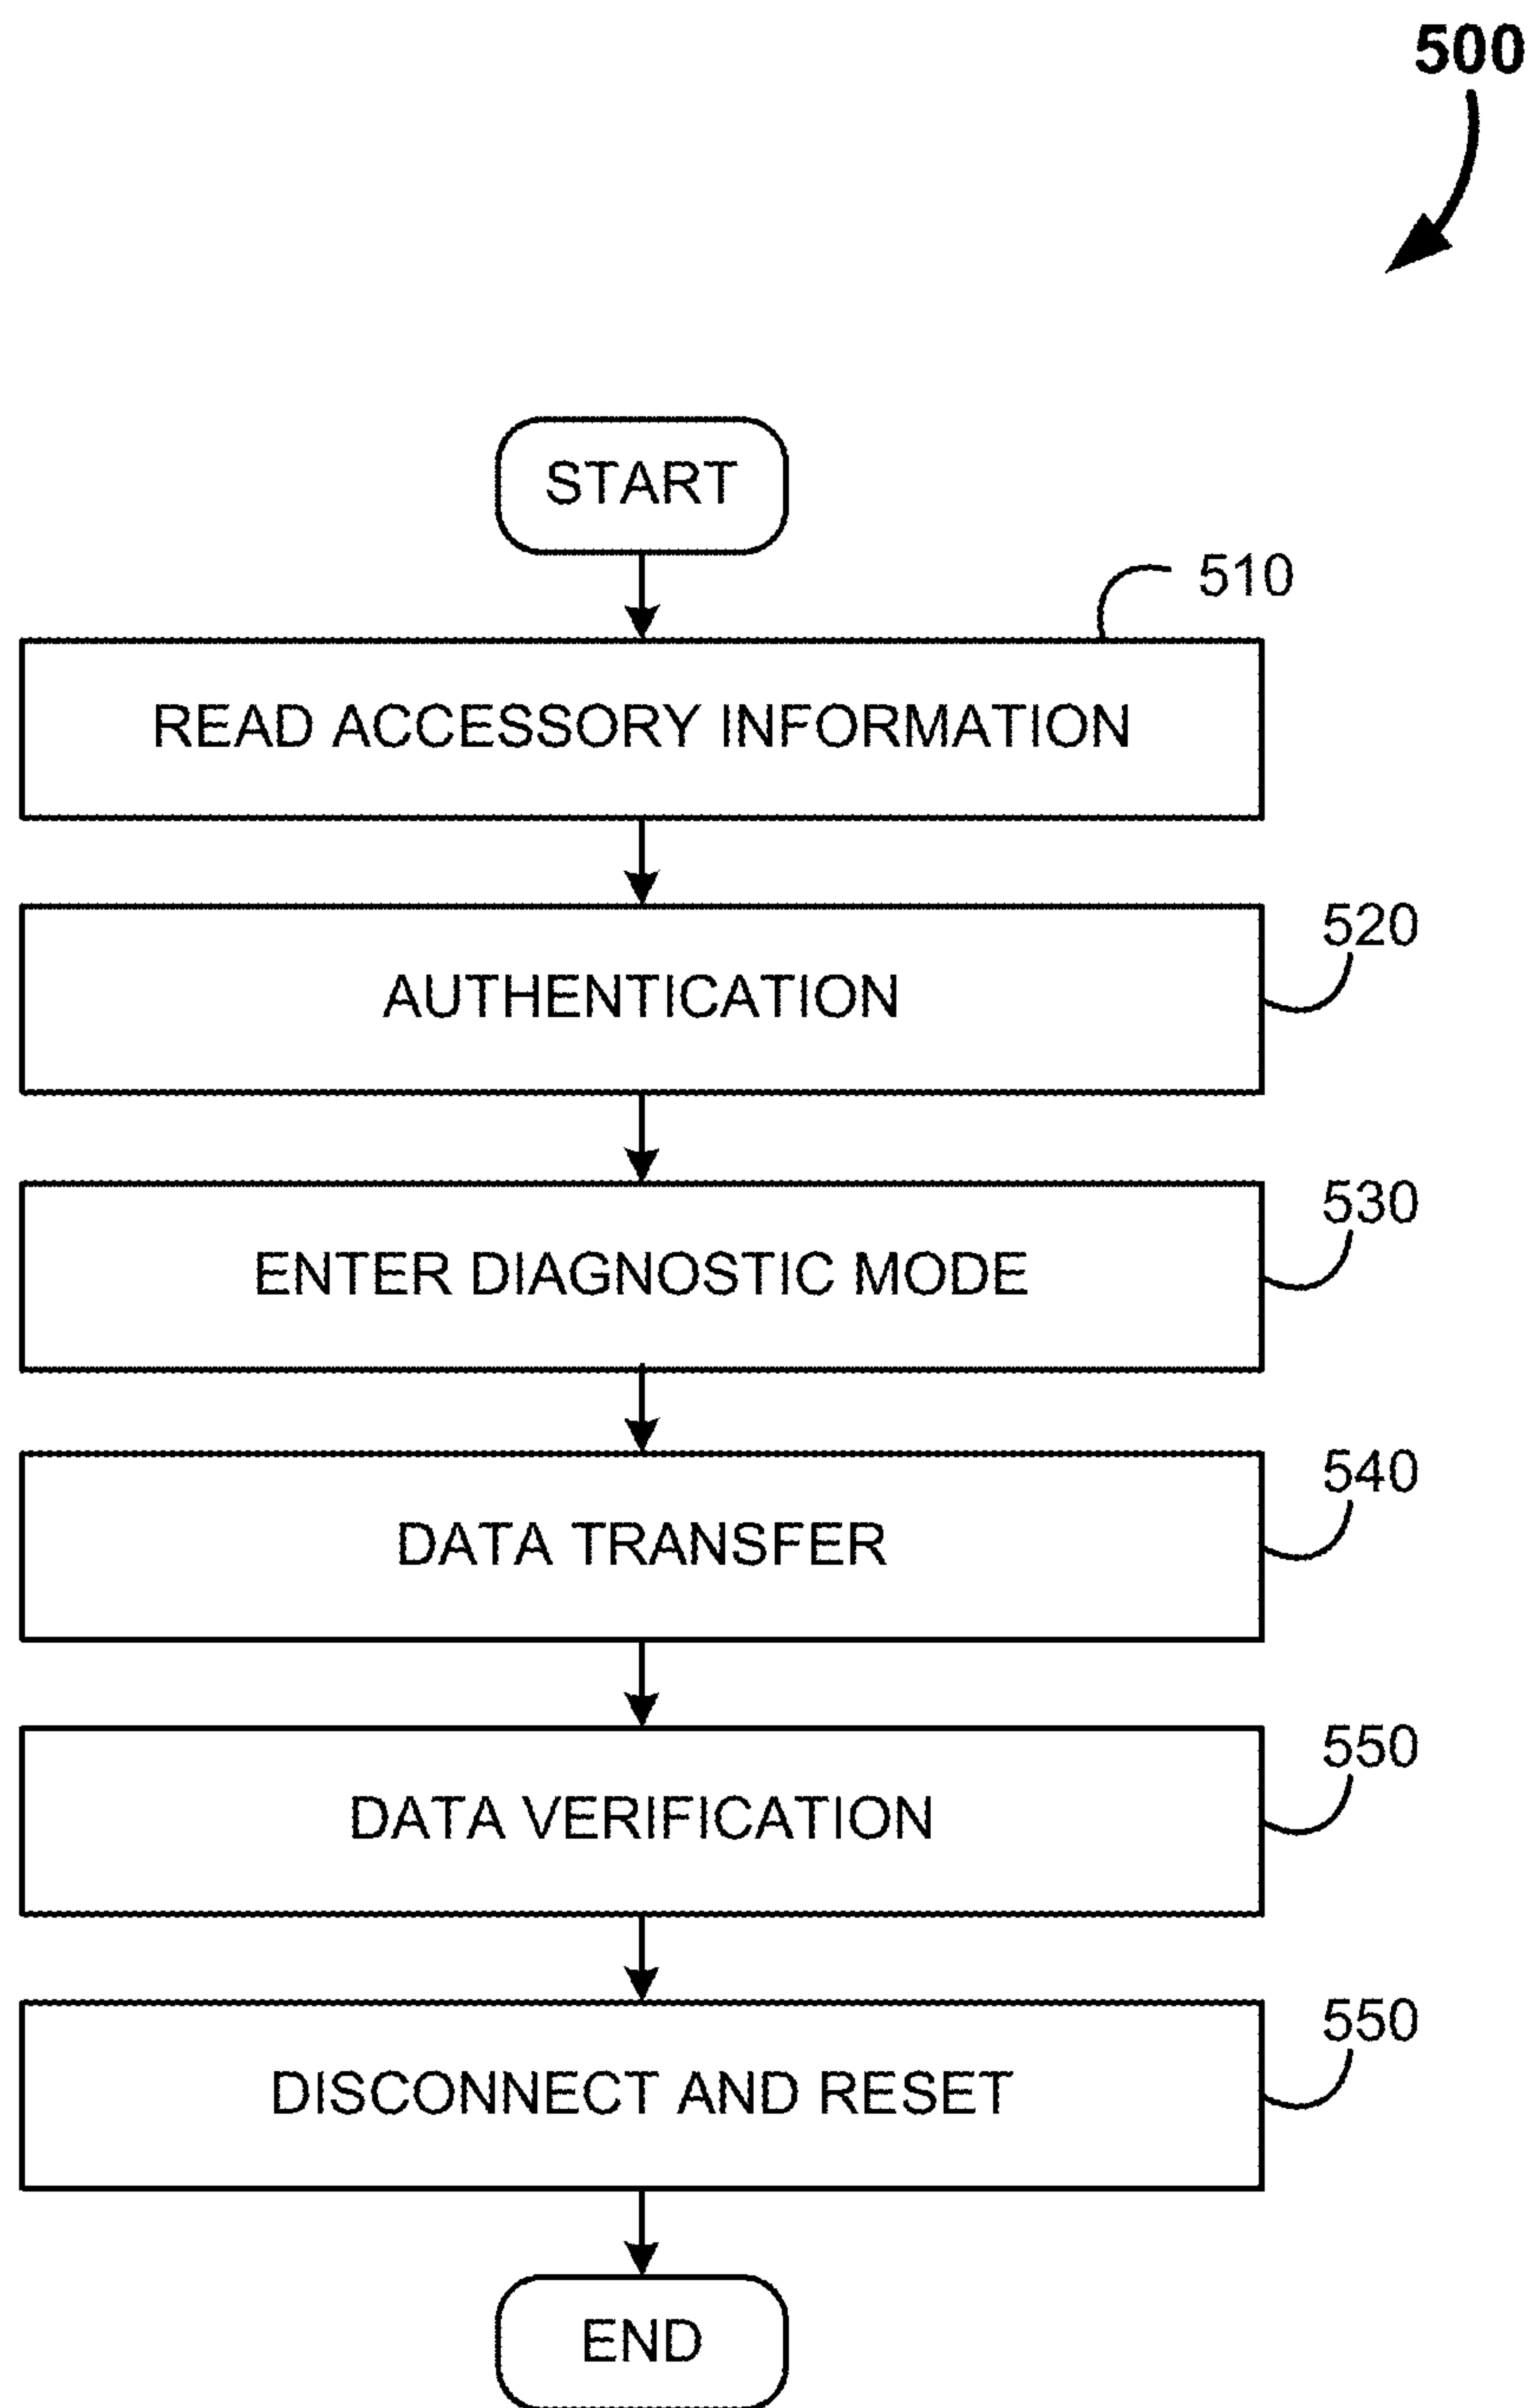 500
START
510
READ ACCESSORY INFORMATION
520
AUTHENTICATION
530
ENTER DIAGNOSTIC MODE
540
DATA TRANSFER
550
DATA VERIFICATION
550
DISCONNECT AND RESET
END